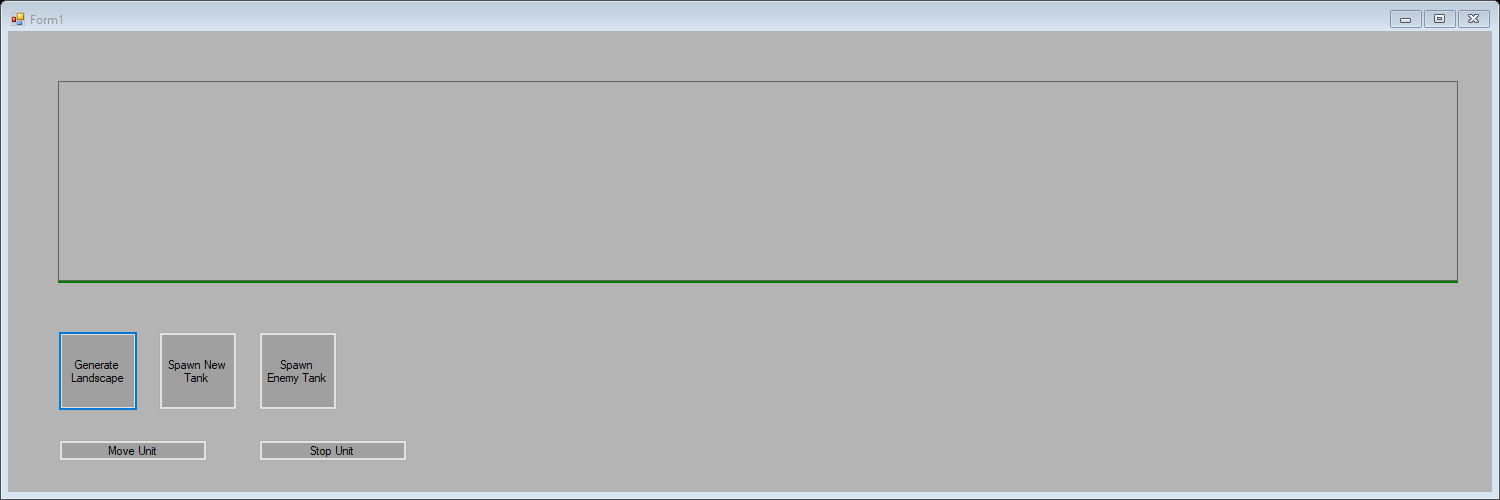 Form1
Generate
Landscape
Spawn New
Tank
Spawn
Enemy Tank
Move Unit
Stop Unit